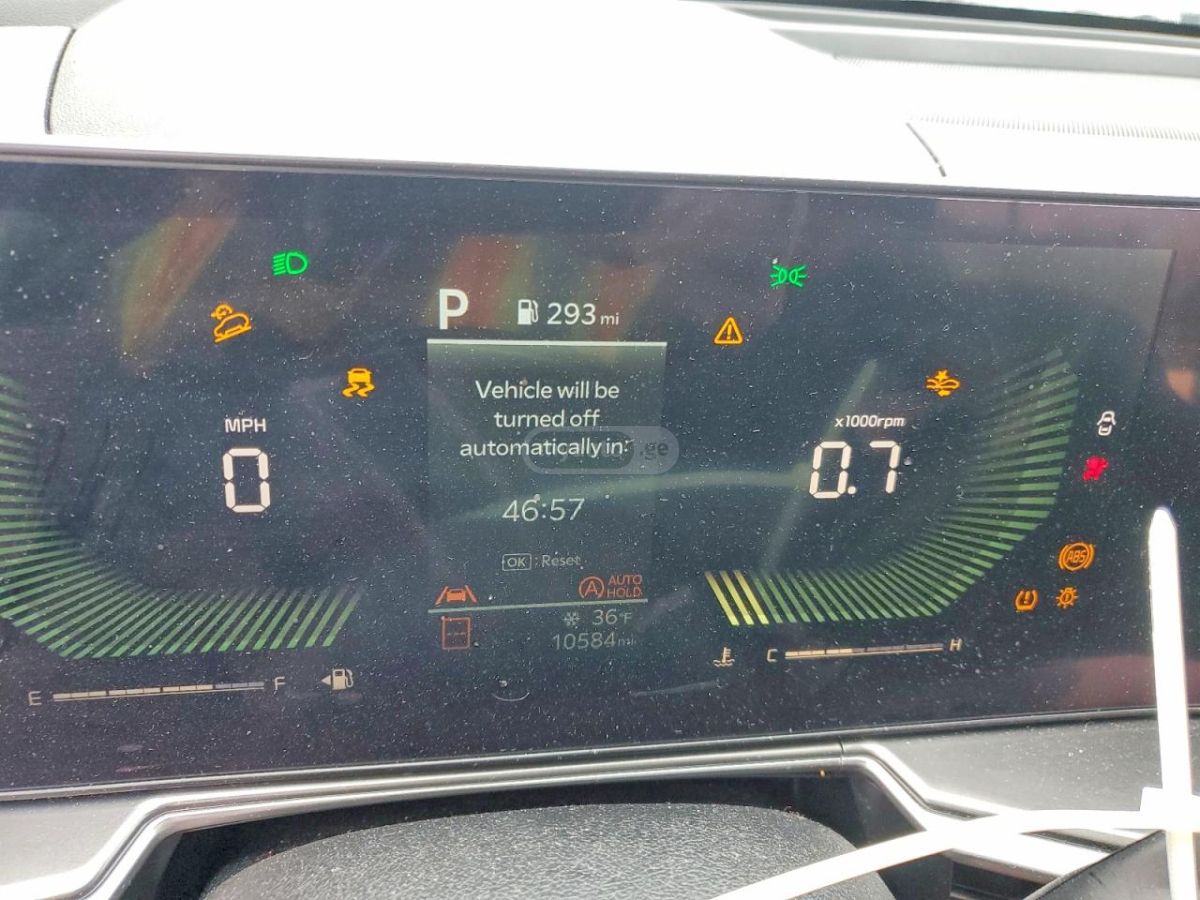 P
293 mi
Vehicle will be
turned off
automatically in:
46:57
OK : Reset
MPH
0
x1000rpm
0.7
AUTO
HOLD
A
36°F
10584 mi
ABS
E
F
C
H
.ge